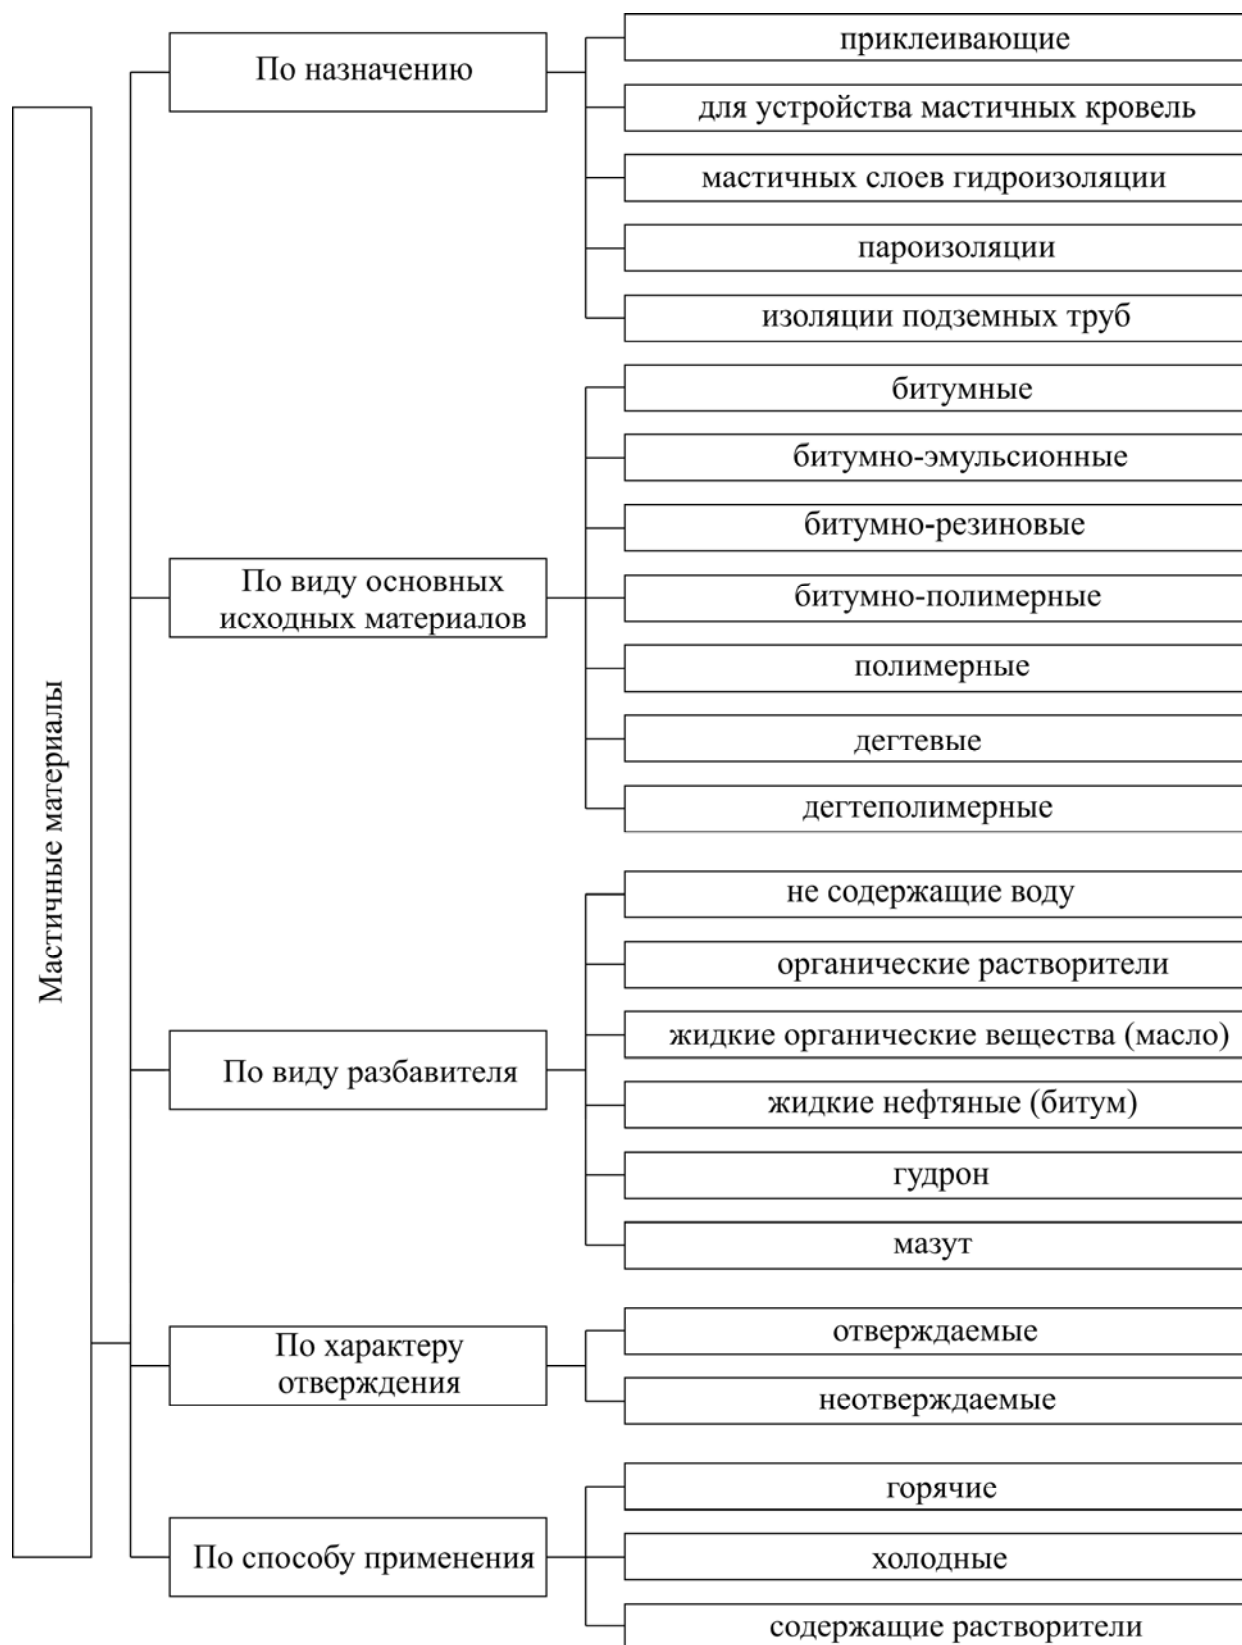 Мастичные материалы
По назначению
приклеивающие
для устройства мастичных кровель
мастичных слоев гидроизоляции
пароизоляции
изоляции подземных труб
По виду основных
исходных материалов
битумные
битумно-эмульсионные
битумно-резиновые
битумно-полимерные
полимерные
дегтевые
дегтеполимерные
По виду разбавителя
не содержащие воду
органические растворители
жидкие органические вещества (масло)
жидкие нефтяные (битум)
гудрон
мазут
По характеру
отверждения
отверждаемые
неотверждаемые
По способу применения
горячие
холодные
содержащие растворители